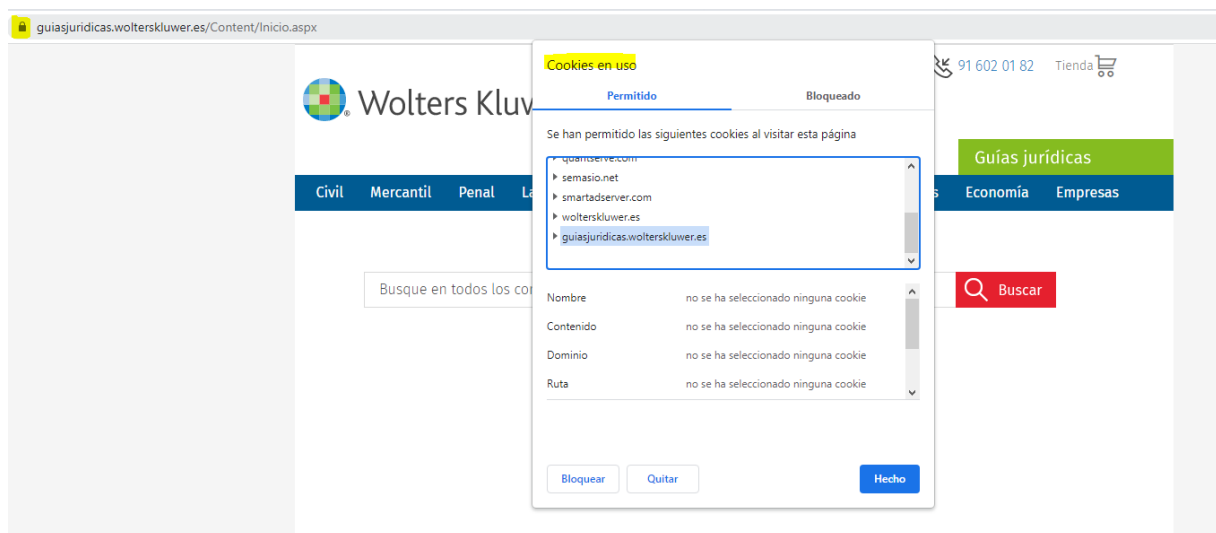 guiasjuridicas.wolterskluwer.es/Content/Inicio.aspx
Cookies en uso
91 602 01 82 Tienda
Permitido Bloqueado
Wolters Kluw
Se han permitido las siguientes cookies al visitar esta página
quantserve.com
Guías jurídicas
semasio.net
Civil Mercantil Penal La
s Economía Empresas
smartadserver.com
wolterskluwer.es
guiasjuridicas.wolterskluwer.es
Busque en todos los con
Buscar
Nombre no se ha seleccionado ninguna cookie
Contenido no se ha seleccionado ninguna cookie
Dominio no se ha seleccionado ninguna cookie
Ruta no se ha seleccionado ninguna cookie
Bloquear Quitar Hecho